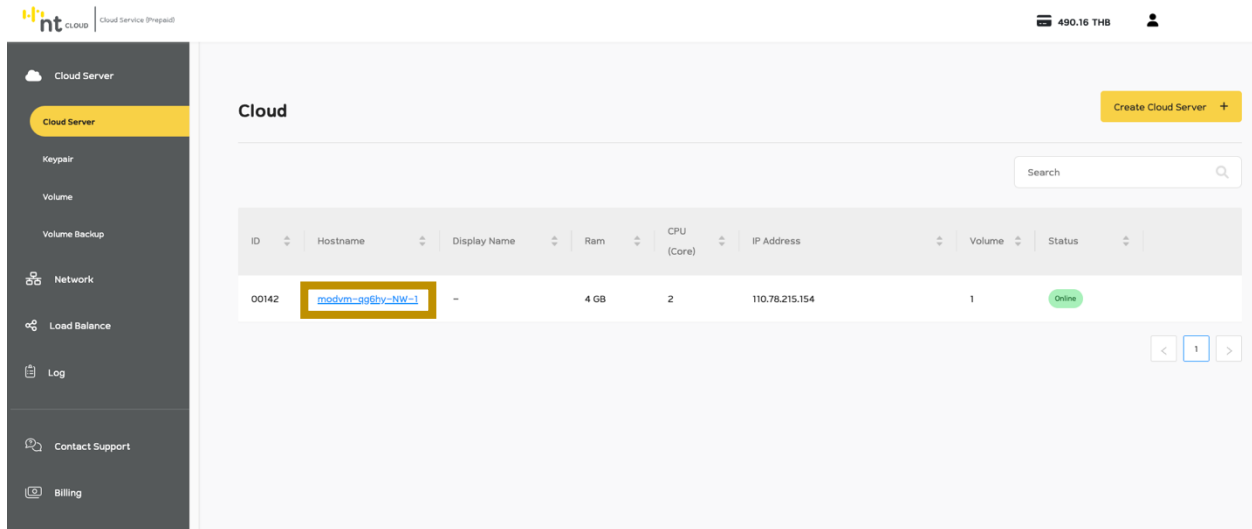 nt CLOUD Cloud Service (Prepaid)
490.16 THB
Cloud Server
Cloud Server
Keypair
Volume
Volume Backup
Network
Load Balance
Log
Contact Support
Billing
Cloud
Create Cloud Server +
Search
ID Hostname Display Name Ram CPU (Core) IP Address Volume Status
00142 modvm-qg6hy-NW-1 - 4 GB 2 110.78.215.154 1 Online
< 1 >